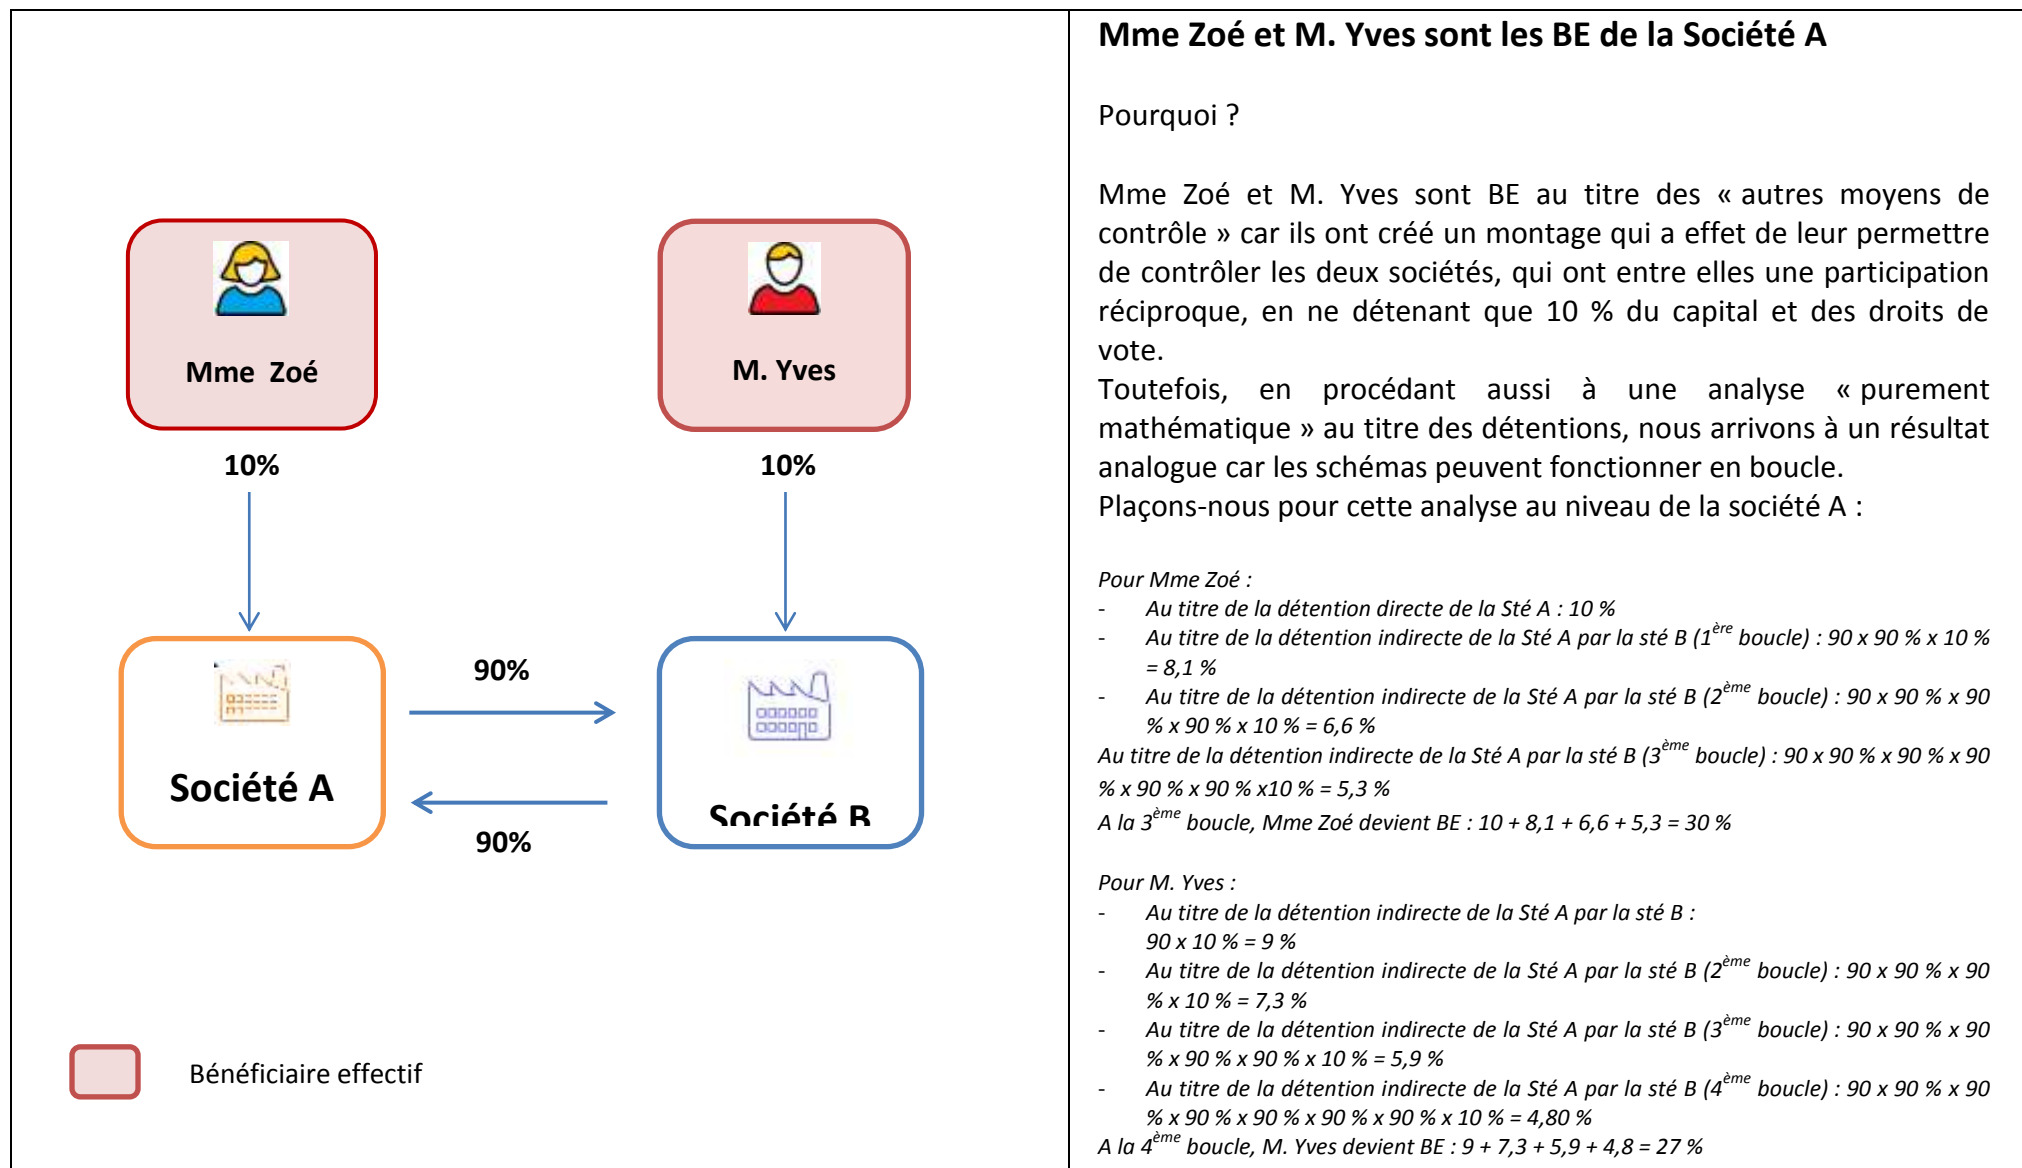 Mme Zoé
M. Yves
10%
10%
90%
Société A
Société B
90%
Bénéficiaire effectif
Mme Zoé et M. Yves sont les BE de la Société A
Pourquoi ?
Mme Zoé et M. Yves sont BE au titre des « autres moyens de
contrôle » car ils ont créé un montage qui a effet de leur permettre
de contrôler les deux sociétés, qui ont entre elles une participation
réciproque, en ne détenant que 10 % du capital et des droits de
vote.
Toutefois, en procédant aussi à une analyse « purement
mathématique » au titre des détentions, nous arrivons à un résultat
analogue car les schémas peuvent fonctionner en boucle.
Plaçons-nous pour cette analyse au niveau de la société A :
Pour Mme Zoé :
- Au titre de la détention directe de la Sté A : 10 %
- Au titre de la détention indirecte de la Sté A par la sté B (1ère boucle) : 90 x 90 % x 10 %
= 8,1 %
- Au titre de la détention indirecte de la Sté A par la sté B (2ème boucle) : 90 x 90 % x 90
% x 90 % x 10 % = 6,6 %
Au titre de la détention indirecte de la Sté A par la sté B (3ème boucle) : 90 x 90 % x 90 % x 90
% x 90 % x 90 % x10 % = 5,3 %
A la 3ème boucle, Mme Zoé devient BE : 10 + 8,1 + 6,6 + 5,3 = 30 %
Pour M. Yves :
- Au titre de la détention indirecte de la Sté A par la sté B :
90 x 10 % = 9 %
- Au titre de la détention indirecte de la Sté A par la sté B (2ème boucle) : 90 x 90 % x 90
% x 10 % = 7,3 %
- Au titre de la détention indirecte de la Sté A par la sté B (3ème boucle) : 90 x 90 % x 90
% x 90 % x 90 % x 10 % = 5,9 %
- Au titre de la détention indirecte de la Sté A par la sté B (4ème boucle) : 90 x 90 % x 90
% x 90 % x 90 % x 90 % x 90 % x 10 % = 4,80 %
A la 4ème boucle, M. Yves devient BE : 9 + 7,3 + 5,9 + 4,8 = 27 %